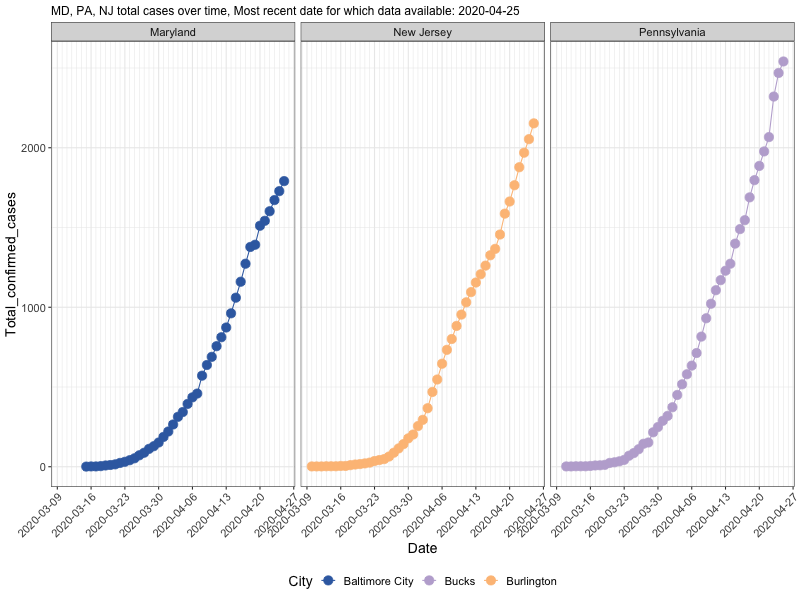 MD, PA, NJ total cases over time, Most recent date for which data available: 2020-04-25
Maryland New Jersey Pennsylvania
Total_confirmed_cases
2000
1000
0
2020-03-09 2020-03-16 2020-03-23 2020-03-30 2020-04-06 2020-04-13 2020-04-20 2020-04-27 2020-03-09 2020-03-16 2020-03-23 2020-03-30 2020-04-06 2020-04-13 2020-04-20 2020-04-27 2020-03-09 2020-03-16 2020-03-23 2020-03-30 2020-04-06 2020-04-13 2020-04-20 2020-04-27
Date
City Baltimore City Bucks Burlington